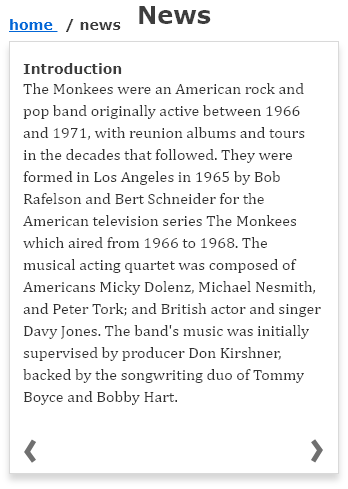 News
home / news
Introduction
The Monkees were an American rock and
pop band originally active between 1966
and 1971, with reunion albums and tours
in the decades that followed. They were
formed in Los Angeles in 1965 by Bob
Rafelson and Bert Schneider for the
American television series The Monkees
which aired from 1966 to 1968. The
musical acting quartet was composed of
Americans Micky Dolenz, Michael Nesmith,
and Peter Tork; and British actor and singer
Davy Jones. The band's music was initially
supervised by producer Don Kirshner,
backed by the songwriting duo of Tommy
Boyce and Bobby Hart.
❮ ❯